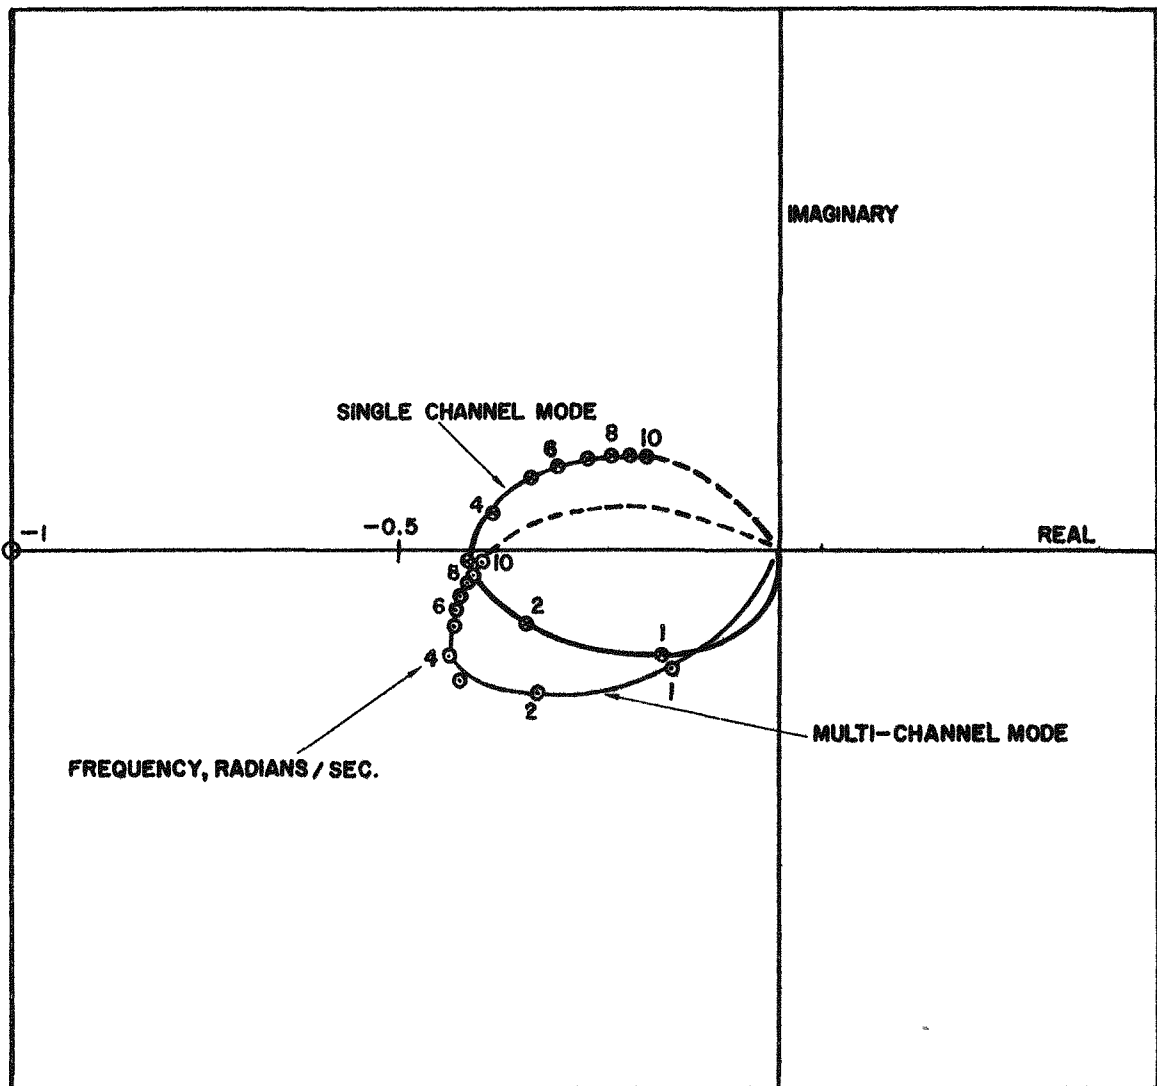 IMAGINARY
SINGLE CHANNEL MODE
6
8
10
4
-1
-0.5
REAL
8
10
6
2
1
4
2
1
MULTI-CHANNEL MODE
FREQUENCY, RADIANS / SEC.